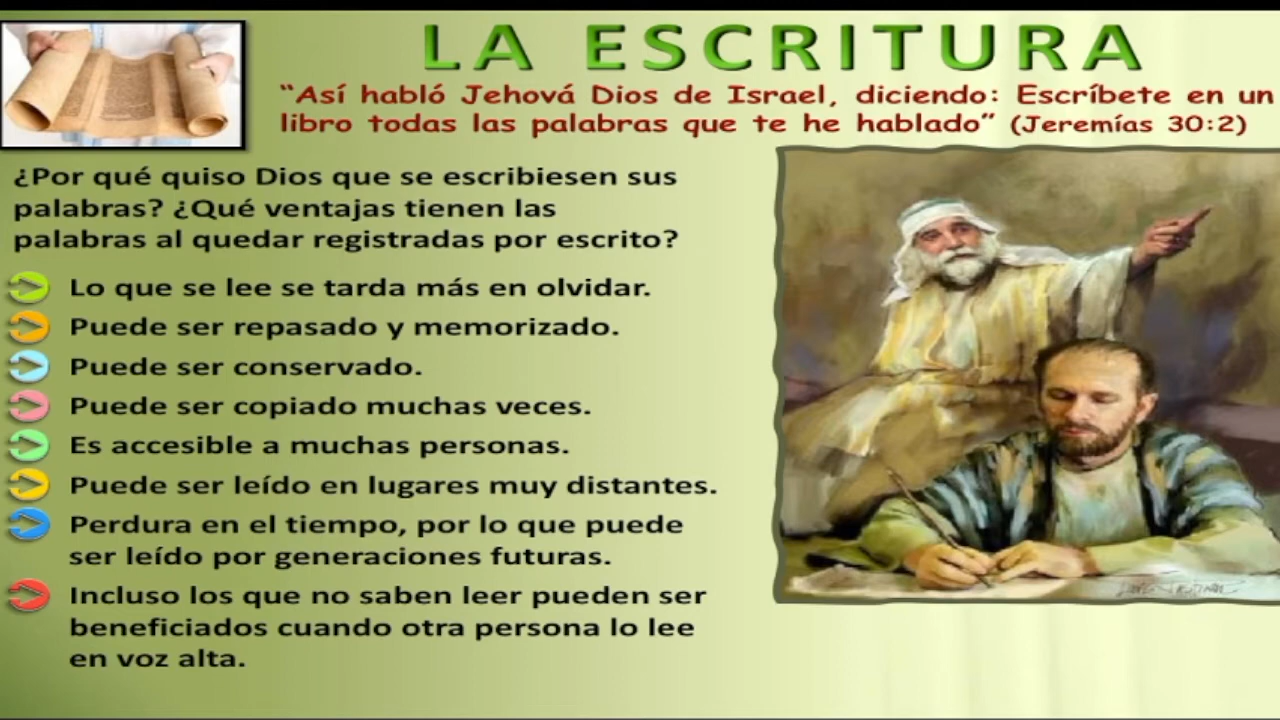 LA ESCRITURA
“Así habló Jehová Dios de Israel, diciendo: Escríbete en un
libro todas las palabras que te he hablado” (Jeremías 30:2)
¿Por qué quiso Dios que se escribiesen sus
palabras? ¿Qué ventajas tienen las
palabras al quedar registradas por escrito?
Lo que se lee se tarda más en olvidar.
Puede ser repasado y memorizado.
Puede ser conservado.
Puede ser copiado muchas veces.
Es accesible a muchas personas.
Puede ser leído en lugares muy distantes.
Perdura en el tiempo, por lo que puede
ser leído por generaciones futuras.
Incluso los que no saben leer pueden ser
beneficiados cuando otra persona lo lee
en voz alta.